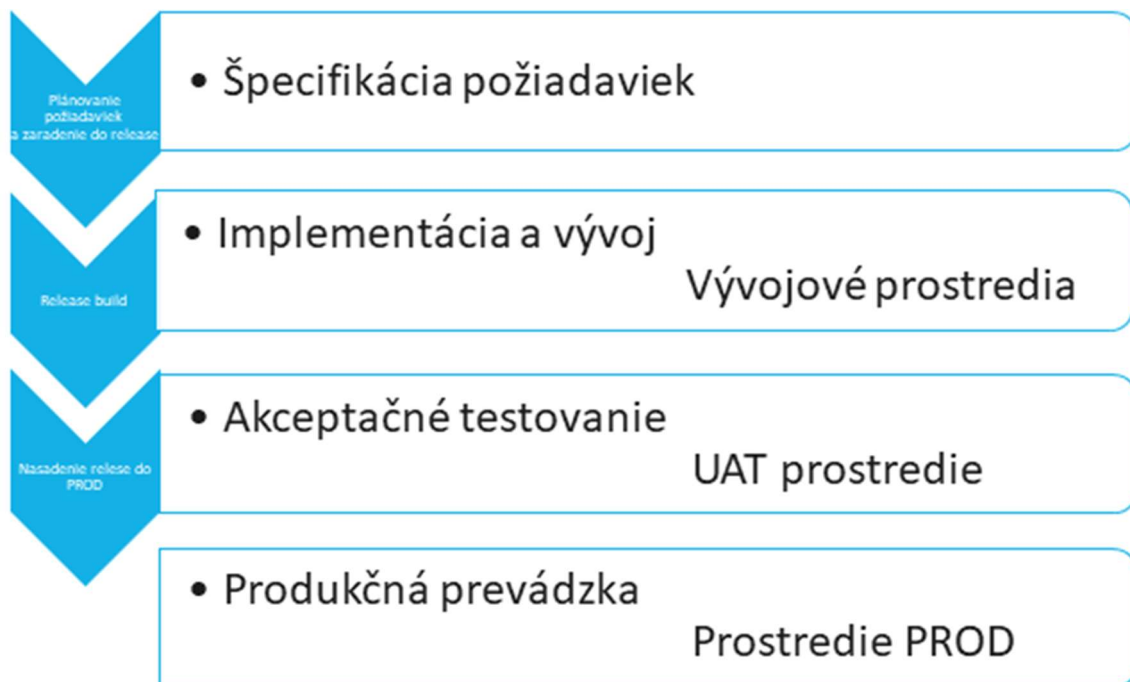 Plánovanie
požiadaviek
a zaradenie do release
• Špecifikácia požiadaviek
Release build
• Implementácia a vývoj
Vývojové prostredia
Nasadenie relese do
PROD
• Akceptačné testovanie
UAT prostredie
• Produkčná prevádzka
Prostredie PROD